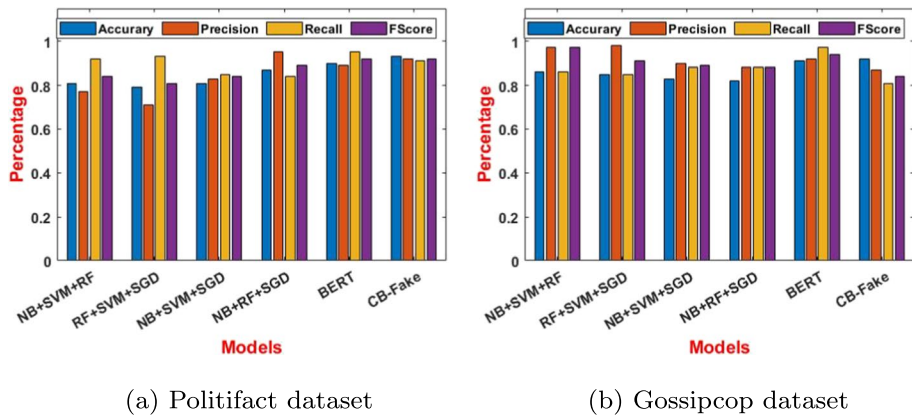 Accurary Precision Recall FScore
Percentage
1
0.8
0.6
0.4
0.2
0
NB+SVM+RF
RF+SVM+SGD
NB+SVM+SGD
NB+RF+SGD
BERT
CB-Fake
Models
(a) Politifact dataset
Accurary Precision Recall FScore
Percentage
1
0.8
0.6
0.4
0.2
0
NB+SVM+RF
RF+SVM+SGD
NB+SVM+SGD
NB+RF+SGD
BERT
CB-Fake
Models
(b) Gossipcop dataset